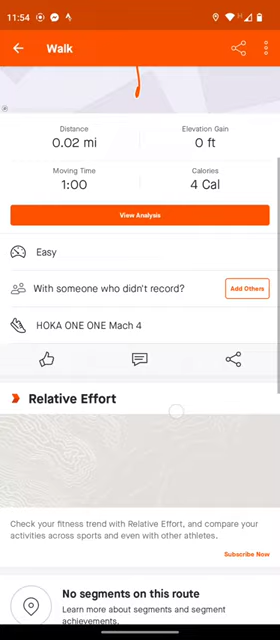 11:54
Walk
Distance
Elevation Gain
0.02 mi
0 ft
Moving Time
Calories
1:00
4 Cal
View Analysis
Easy
With someone who didn't record?
Add Others
HOKA ONE ONE Mach 4
Relative Effort
Check your fitness trend with Relative Effort, and compare your
activities across sports and even with other athletes.
Subscribe Now
No segments on this route
Learn more about segments and segment
achievements.